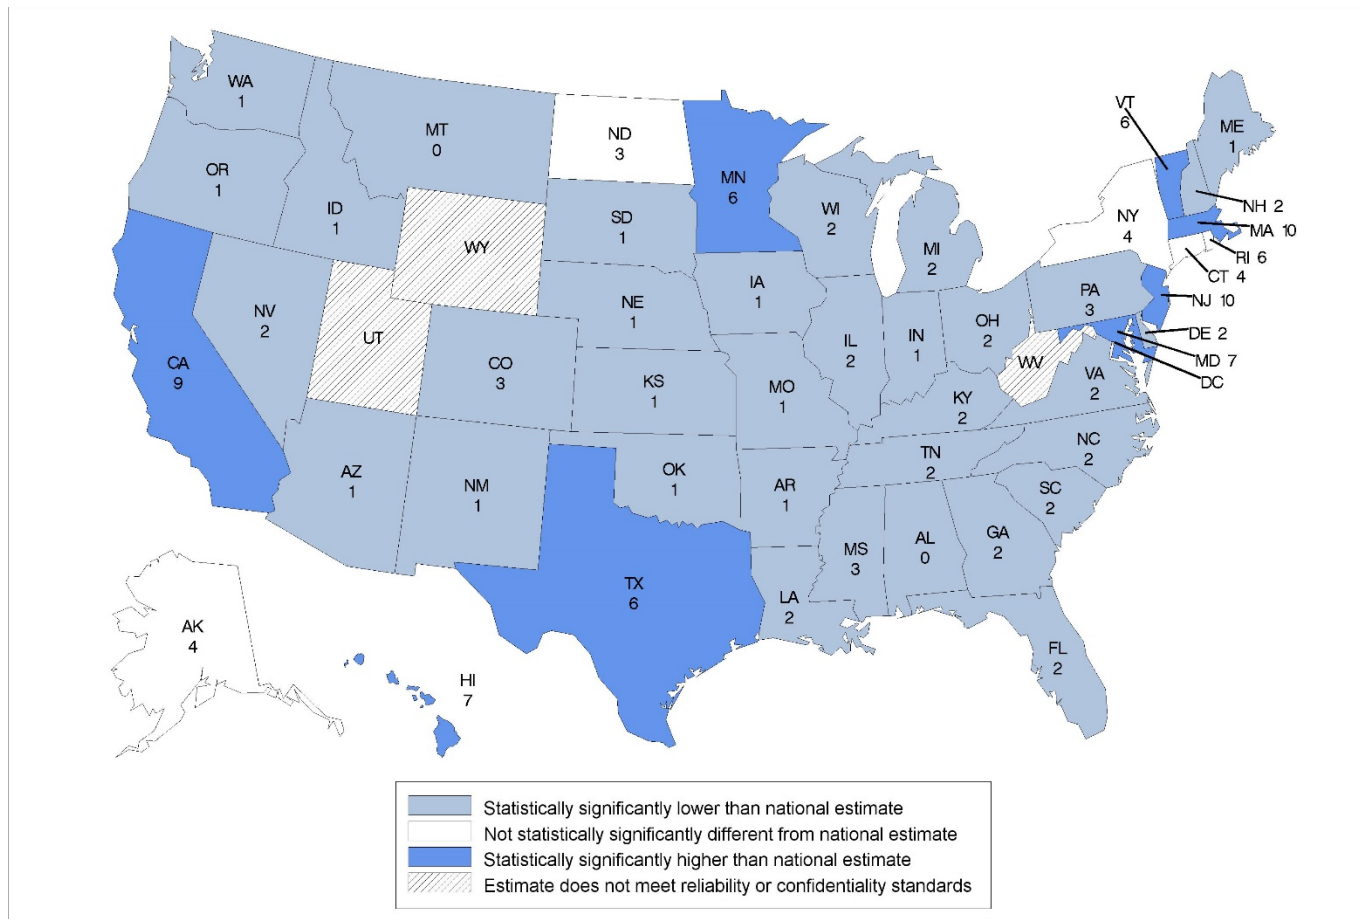 WA
1
MT
0
ND
3
MN
6
VT
6
ME
1
OR
1
ID
1
WY
SD
1
WI
2
MI
2
NY
4
NH 2
MA 10
RI 6
CT 4
NV
2
UT
CO
3
NE
1
IA
1
IL
2
IN
1
OH
2
PA
3
NJ 10
DE 2
MD 7
DC
CA
9
KS
1
MO
1
KY
2
WV
VA
2
AZ
1
NM
1
OK
1
AR
1
TN
2
NC
2
SC
2
TX
6
LA
2
MS
3
AL
0
GA
2
FL
2
AK
4
HI
7
Statistically significantly lower than national estimate
Not statistically significantly different from national estimate
Statistically significantly higher than national estimate
Estimate does not meet reliability or confidentiality standards